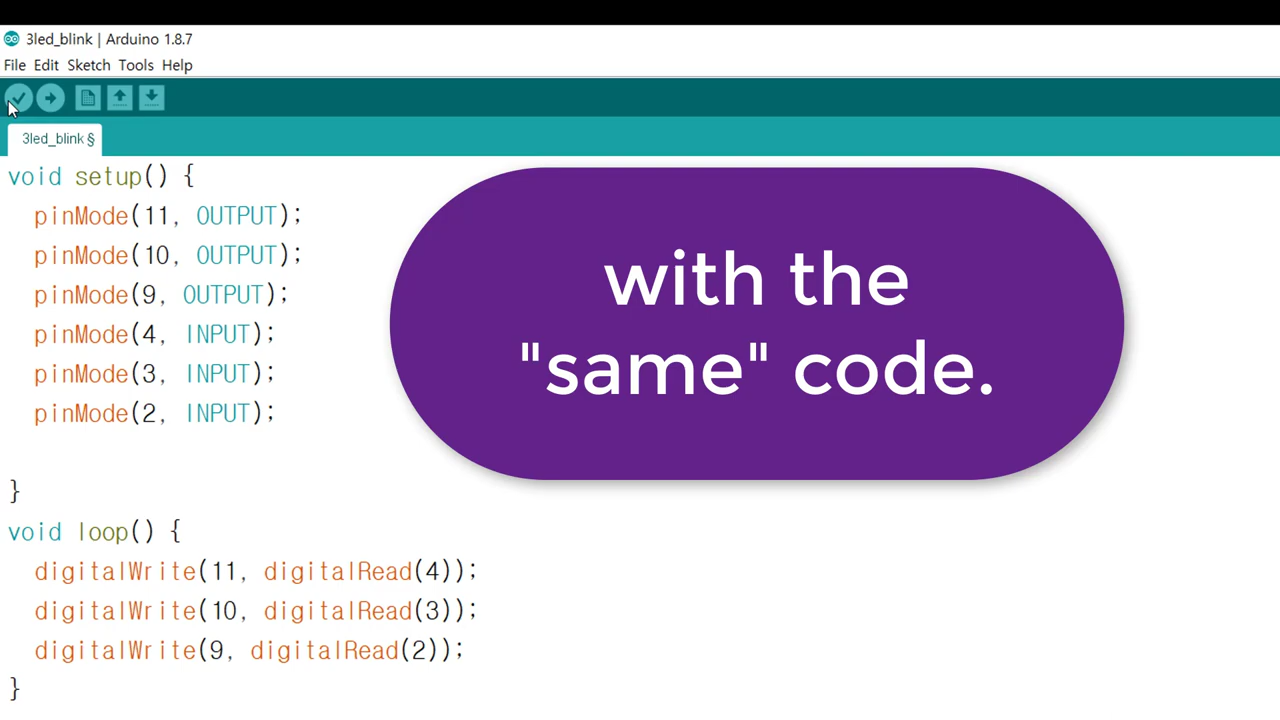 3led_blink | Arduino 1.8.7
File Edit Sketch Tools Help
3led_blink §
void setup() {
pinMode(11, OUTPUT);
pinMode(10, OUTPUT);
pinMode(9, OUTPUT);
pinMode(4, INPUT);
pinMode(3, INPUT);
pinMode(2, INPUT);
}
void loop() {
digitalWrite(11, digitalRead(4));
digitalWrite(10, digitalRead(3));
digitalWrite(9, digitalRead(2));
}
with the
"same" code.